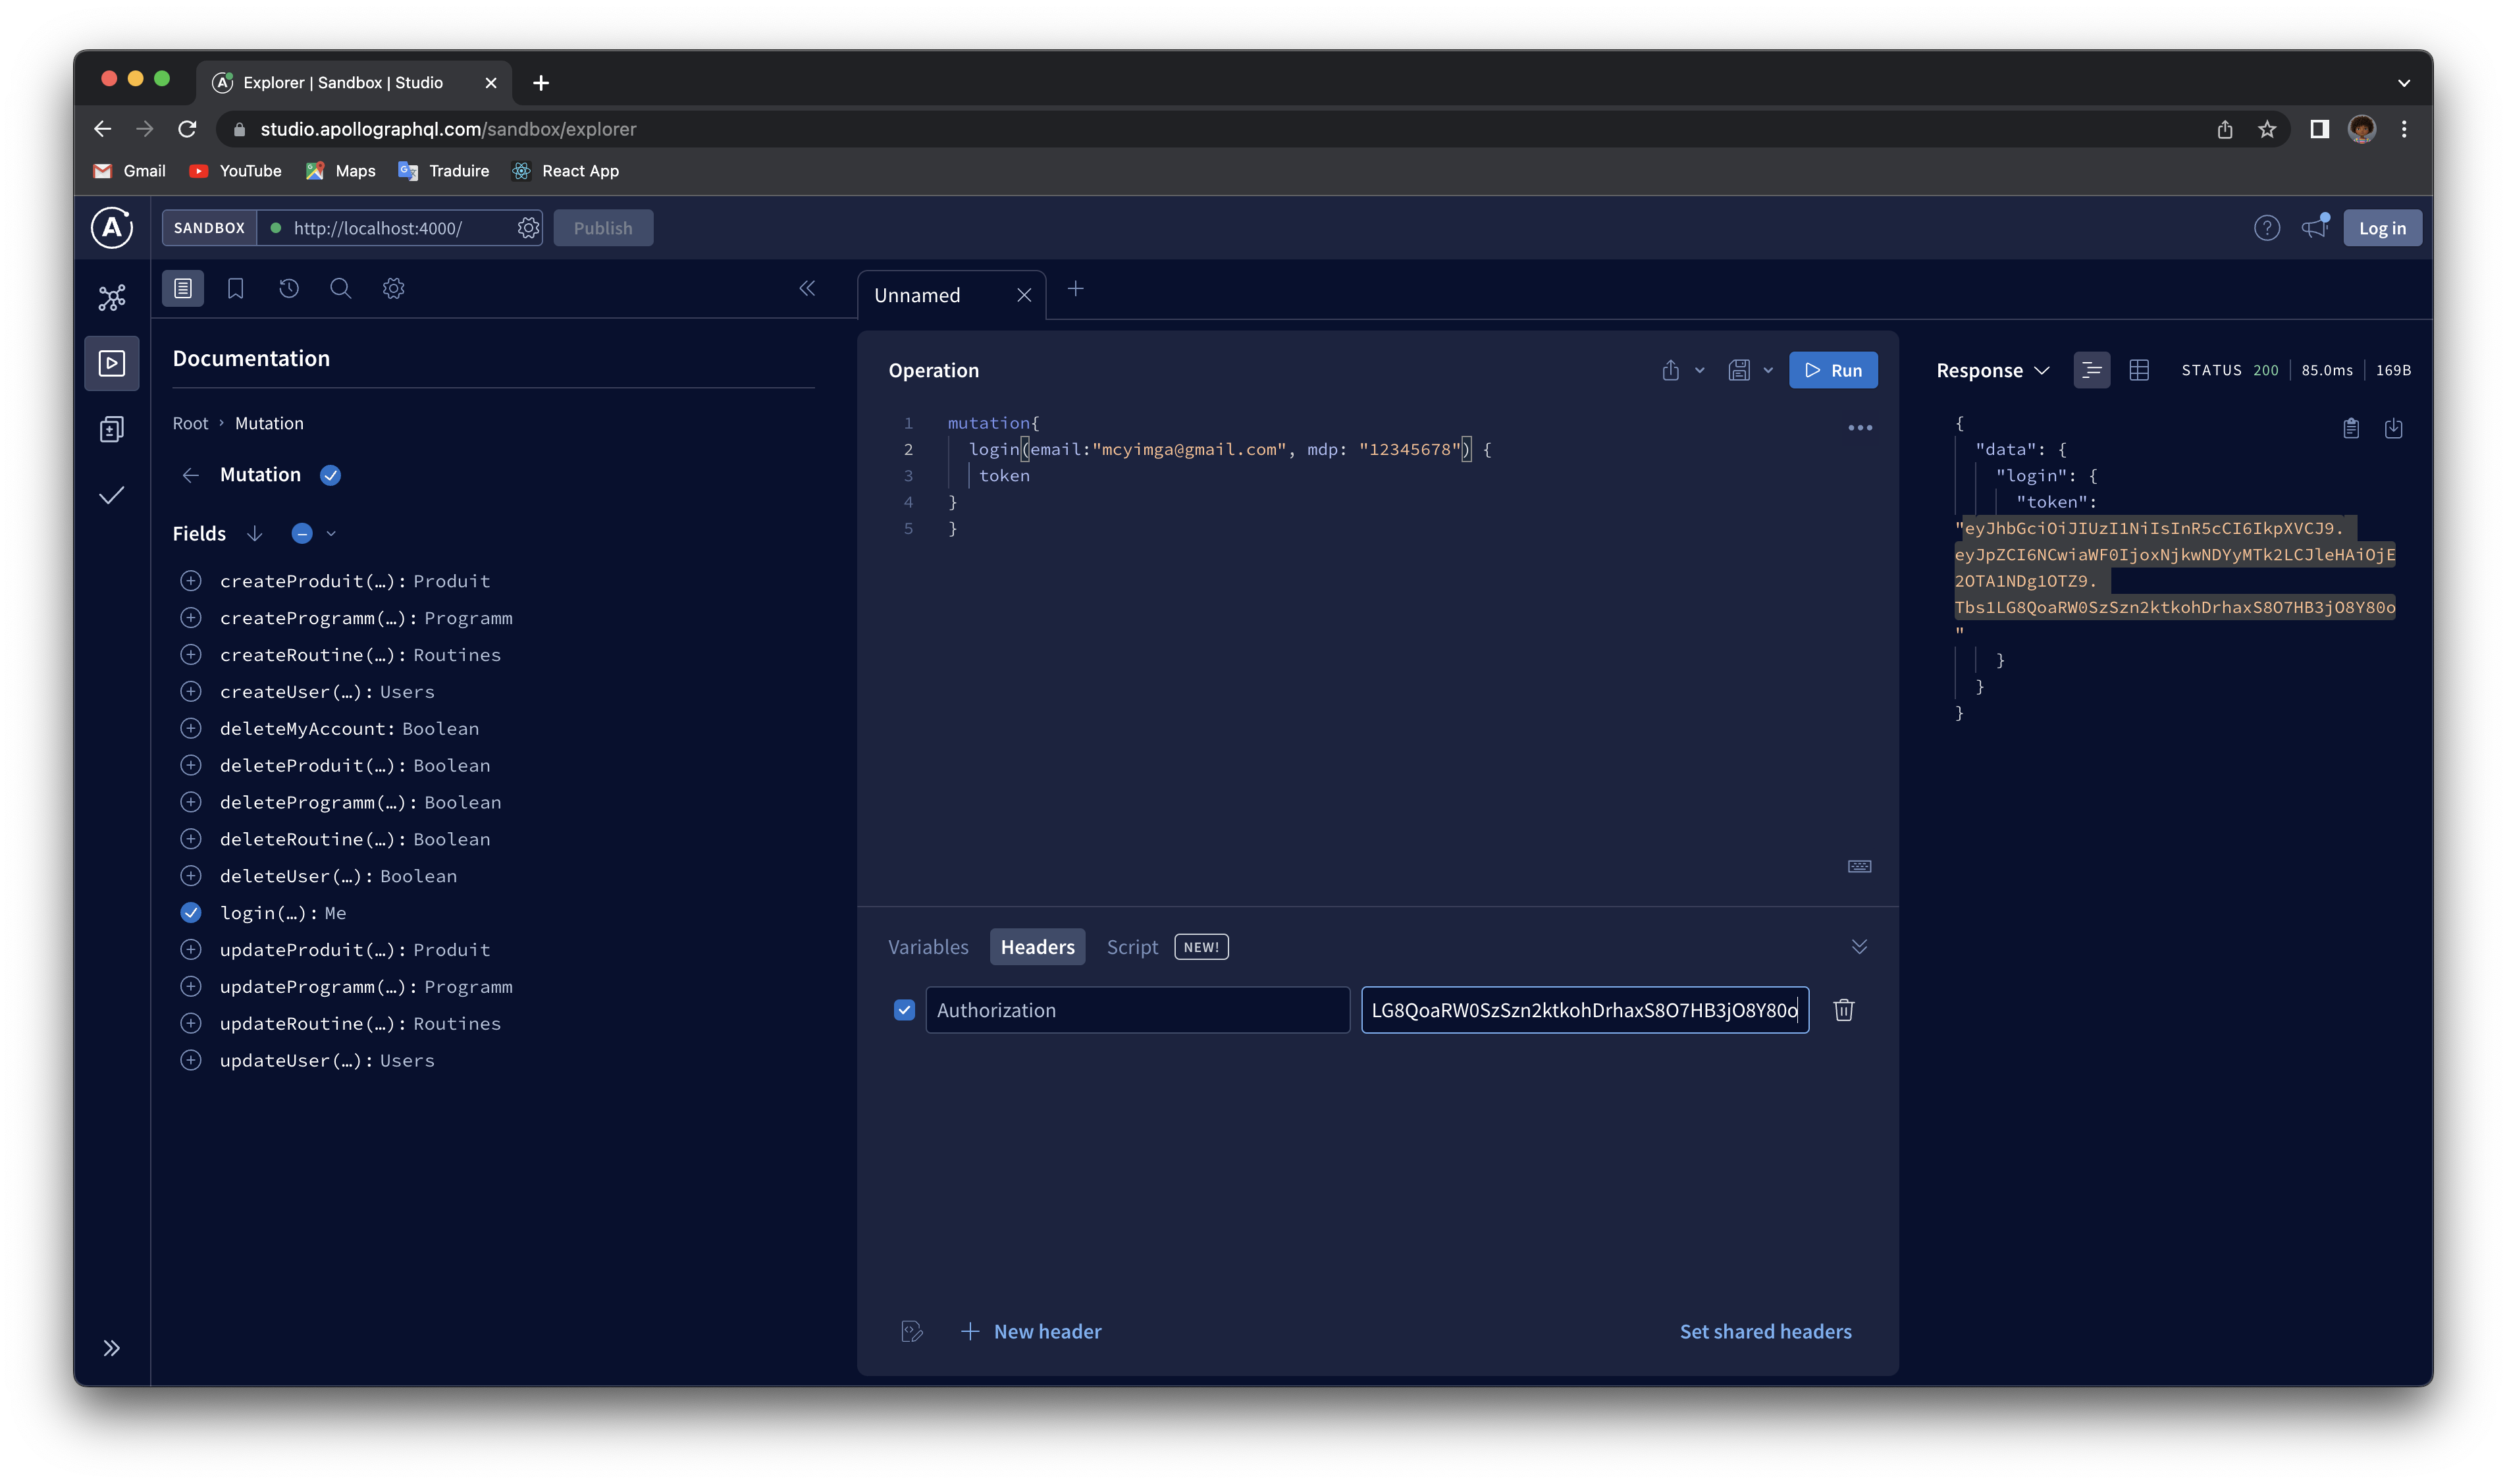 Explorer | Sandbox | Studio
studio.apollographql.com/sandbox/explorer
Gmail YouTube Maps Traduire React App
SANDBOX http://localhost:4000/ Publish
Log in
Unnamed
Documentation
Root › Mutation
Mutation
Fields
createProduit(…): Produit
createProgramm(…): Programm
createRoutine(…): Routines
createUser(…): Users
deleteMyAccount: Boolean
deleteProduit(…): Boolean
deleteProgramm(…): Boolean
deleteRoutine(…): Boolean
deleteUser(…): Boolean
login(…): Me
updateProduit(…): Produit
updateProgramm(…): Programm
updateRoutine(…): Routines
updateUser(…): Users
Operation
Run
1 mutation{
2 login(email:"mcyimga@gmail.com", mdp: "12345678") {
3 token
4 }
5 }
Variables Headers Script NEW!
Authorization LG8QoaRW0SzSzn2ktkohDrhaxS8O7HB3jO8Y80o
New header Set shared headers
Response STATUS 200 85.0ms 169B
{
"data": {
"login": {
"token":
"eyJhbGciOiJIUzI1NiIsInR5cCI6IkpXVCJ9.
eyJpZCI6NCwiaWF0IjoxNjkwNDYyMTk2LCJleHAiOjE
2OTA1NDg1OTZ9.
Tbs1LG8QoaRW0SzSzn2ktkohDrhaxS8O7HB3jO8Y80o
"
}
}
}